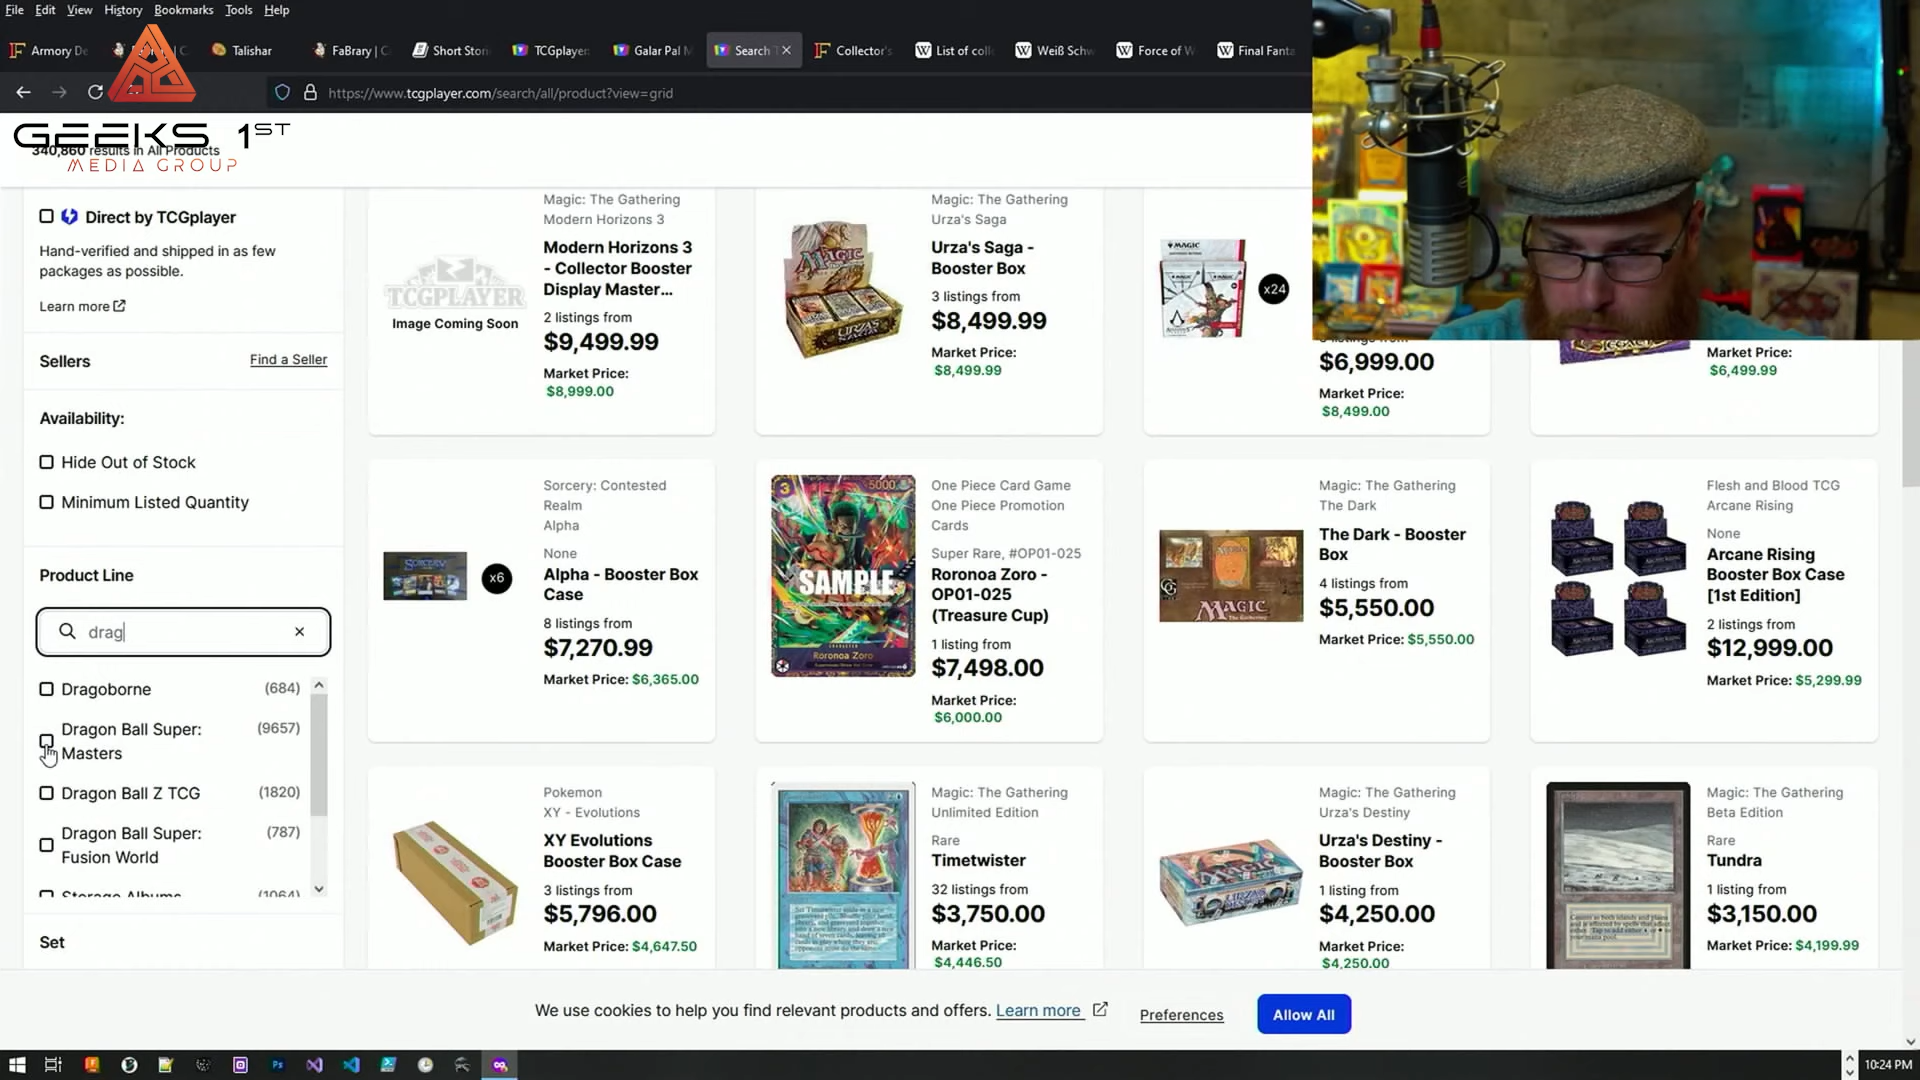 File Edit View History Bookmarks Tools Help
Armory De
FaBrary | C
Talishar
FaBrary | C
Short Stori
TCGplayer
Galar Pal M
Search T
Collector's
List of coll
Weiß Schw
Force of W
Final Fanta
https://www.tcgplayer.com/search/all/product?view=grid
GEEKS 1ST
MEDIA GROUP
340,860 results in All Products
Direct by TCGplayer
Hand-verified and shipped in as few
packages as possible.
Learn more
Sellers
Find a Seller
Availability:
Hide Out of Stock
Minimum Listed Quantity
Product Line
drag
Dragoborne (684)
Dragon Ball Super:
Masters
(9657)
Dragon Ball Z TCG (1820)
Dragon Ball Super:
Fusion World
(787)
Storage Albums (1064)
Set
TCGPLAYER
Image Coming Soon
Magic: The Gathering
Modern Horizons 3
Modern Horizons 3
- Collector Booster
Display Master...
2 listings from
$9,499.99
Market Price:
$8,999.00
Magic: The Gathering
Urza's Saga
Urza's Saga -
Booster Box
3 listings from
$8,499.99
Market Price:
$8,499.99
MAGIC
x24
$6,999.00
Market Price:
$8,499.00
Market Price:
$6,499.99
x6
Sorcery: Contested
Realm
Alpha
None
Alpha - Booster Box
Case
8 listings from
$7,270.99
Market Price: $6,365.00
3
5000
SAMPLE
CHARACTER
Roronoa Zoro
One Piece Card Game
One Piece Promotion
Cards
Super Rare, #OP01-025
Roronoa Zoro -
OP01-025
(Treasure Cup)
1 listing from
$7,498.00
Market Price:
$6,000.00
MAGIC
Magic: The Gathering
The Dark
The Dark - Booster
Box
4 listings from
$5,550.00
Market Price: $5,550.00
Flesh and Blood TCG
Arcane Rising
None
Arcane Rising
Booster Box Case
[1st Edition]
2 listings from
$12,999.00
Market Price: $5,299.99
Pokemon
XY - Evolutions
XY Evolutions
Booster Box Case
3 listings from
$5,796.00
Market Price: $4,647.50
Magic: The Gathering
Unlimited Edition
Rare
Timetwister
32 listings from
$3,750.00
Market Price:
$4,446.50
Magic: The Gathering
Urza's Destiny
Urza's Destiny -
Booster Box
1 listing from
$4,250.00
Market Price:
$4,250.00
Magic: The Gathering
Beta Edition
Rare
Tundra
1 listing from
$3,150.00
Market Price: $4,199.99
We use cookies to help you find relevant products and offers. Learn more
Preferences
Allow All
10:24 PM